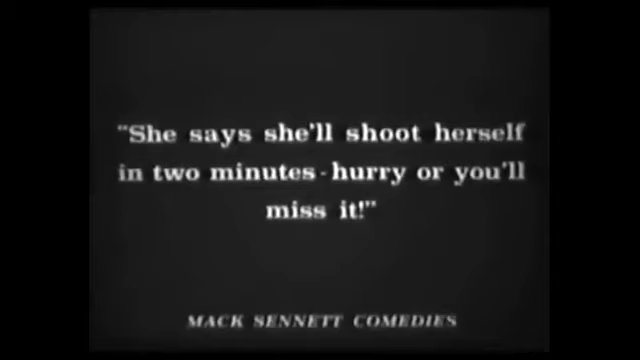 "She says she'll shoot herself
in two minutes - hurry or you'll
miss it!"
MACK SENNETT COMEDIES